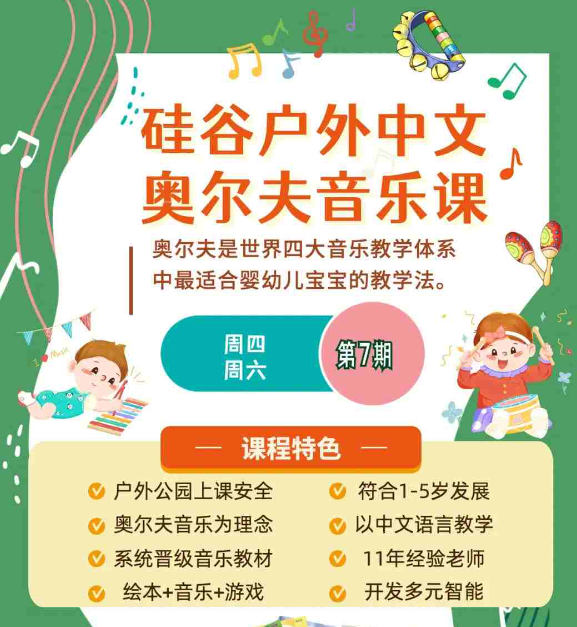 硅谷户外中文
奥尔夫音乐课
奥尔夫是世界四大音乐教学体系
中最适合婴幼儿宝宝的教学法。
周四
周六
第7期
课程特色
户外公园上课安全
奥尔夫音乐为理念
系统晋级音乐教材
绘本+音乐+游戏
符合1-5岁发展
以中文语言教学
11年经验老师
开发多元智能